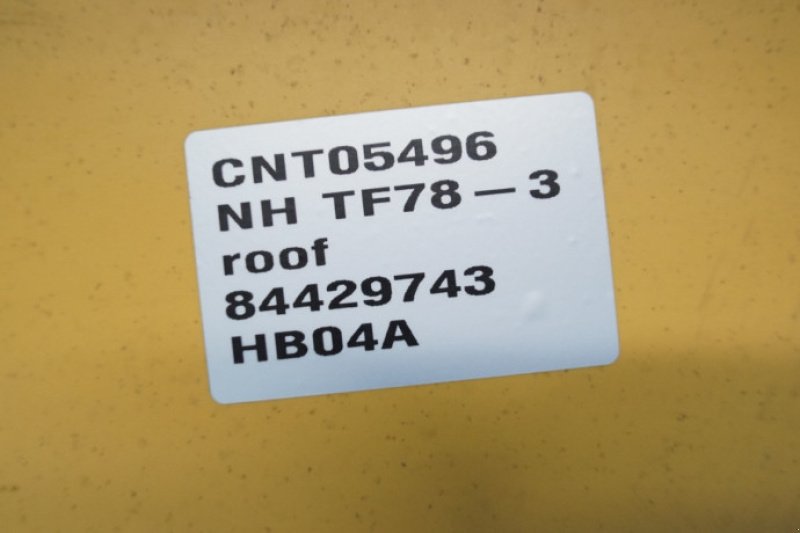 CNT05496
NH TF78-3
roof
84429743
HB04A